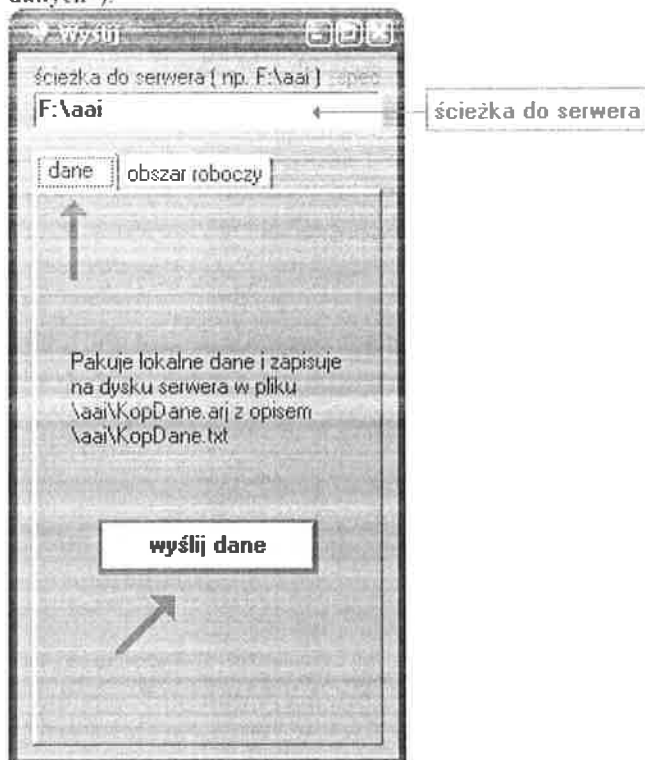 danych").
Wyślij
ścieżka do serwera ( np. F:\aai ) spec
F:\aai
ścieżka do serwera
dane
obszar roboczy
Pakuje lokalne dane i zapisuje
na dysku serwera w pliku
\aai\KopDane.arj z opisem
\aai\KopDane.txt
wyślij dane